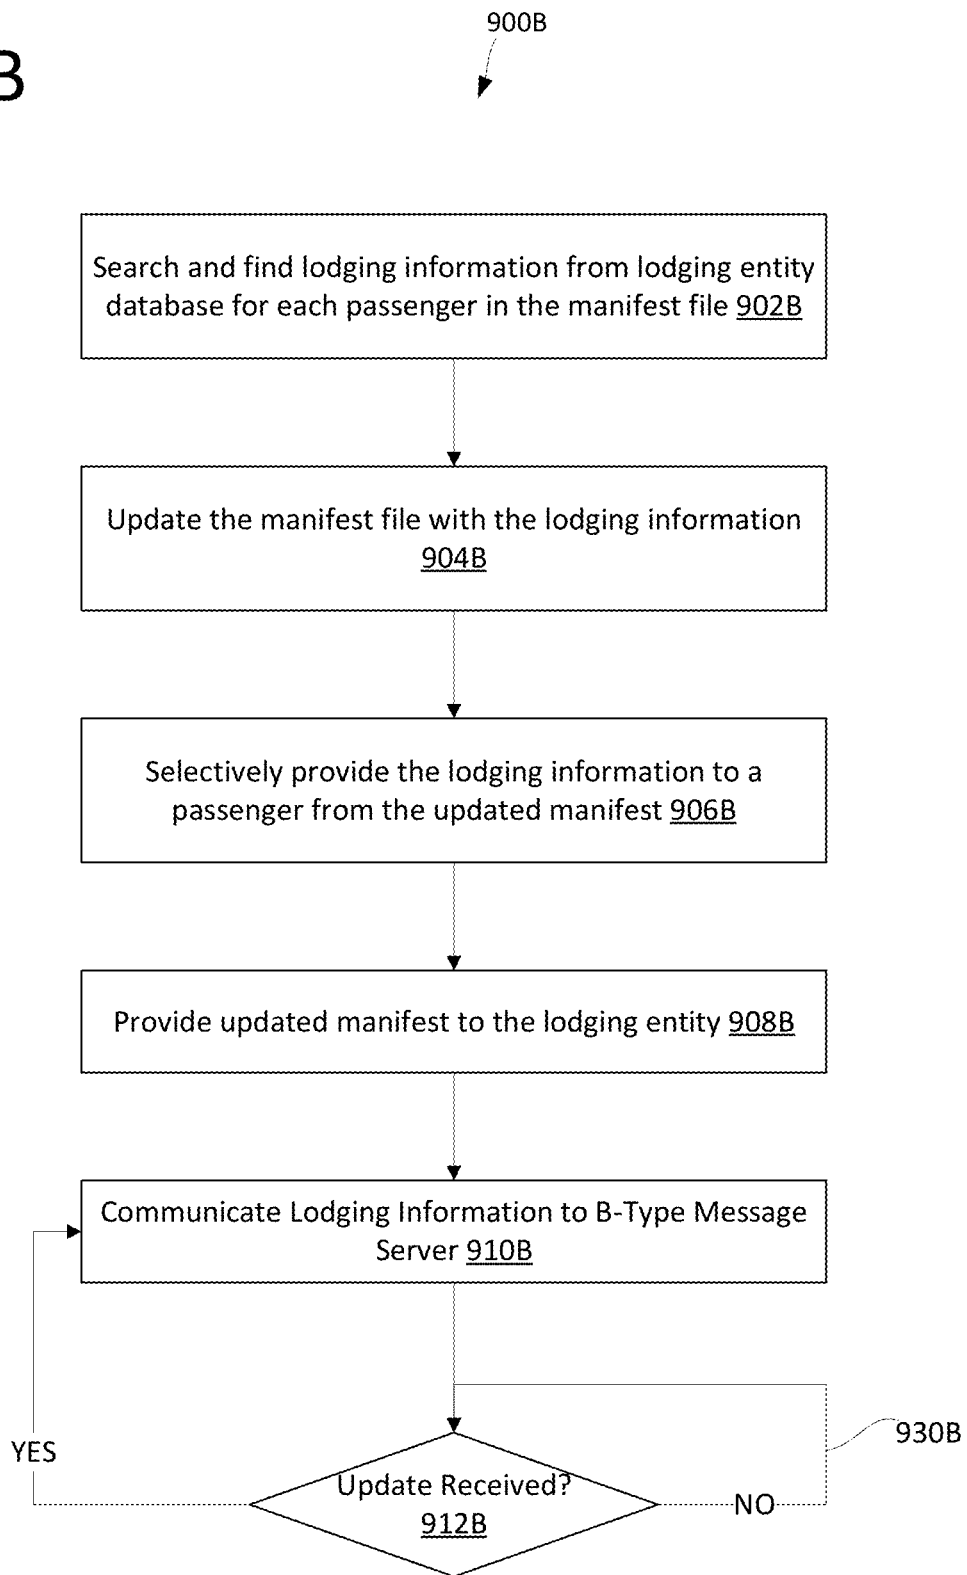 900B
B
Search and find lodging information from lodging entity
database for each passenger in the manifest file 902B
Update the manifest file with the lodging information
904B
Selectively provide the lodging information to a
passenger from the updated manifest 906B
Provide updated manifest to the lodging entity 908B
Communicate Lodging Information to B-Type Message
Server 910B
930B
YES
Update Received?
912B
NO